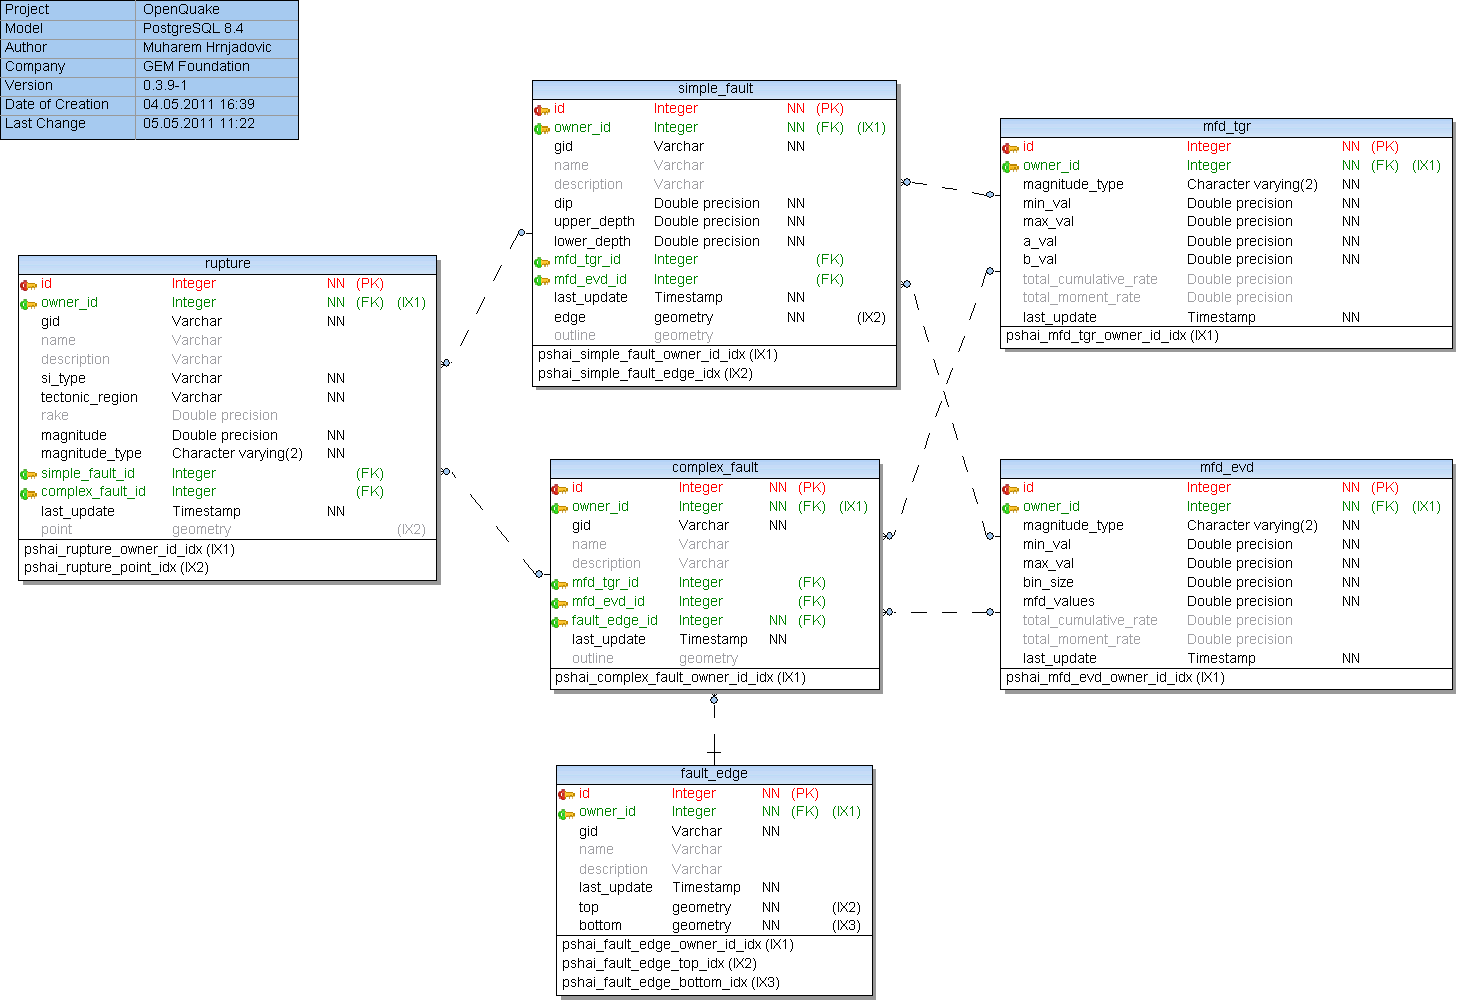 Project OpenQuake
Model PostgreSQL 8.4
Author Muharem Hrnjadovic
Company GEM Foundation
Version 0.3.9-1
Date of Creation 04.05.2011 16:39
Last Change 05.05.2011 11:22
simple_fault
id Integer NN (PK)
owner_id Integer NN (FK) (IX1)
gid Varchar NN
name Varchar
description Varchar
dip Double precision NN
upper_depth Double precision NN
lower_depth Double precision NN
mfd_tgr_id Integer (FK)
mfd_evd_id Integer (FK)
last_update Timestamp NN
edge geometry NN (IX2)
outline geometry
pshai_simple_fault_owner_id_idx (IX1)
pshai_simple_fault_edge_idx (IX2)
mfd_tgr
id Integer NN (PK)
owner_id Integer NN (FK) (IX1)
magnitude_type Character varying(2) NN
min_val Double precision NN
max_val Double precision NN
a_val Double precision NN
b_val Double precision NN
total_cumulative_rate Double precision
total_moment_rate Double precision
last_update Timestamp NN
pshai_mfd_tgr_owner_id_idx (IX1)
rupture
id Integer NN (PK)
owner_id Integer NN (FK) (IX1)
gid Varchar NN
name Varchar
description Varchar
si_type Varchar NN
tectonic_region Varchar NN
rake Double precision
magnitude Double precision NN
magnitude_type Character varying(2) NN
simple_fault_id Integer (FK)
complex_fault_id Integer (FK)
last_update Timestamp NN
point geometry (IX2)
pshai_rupture_owner_id_idx (IX1)
pshai_rupture_point_idx (IX2)
complex_fault
id Integer NN (PK)
owner_id Integer NN (FK) (IX1)
gid Varchar NN
name Varchar
description Varchar
mfd_tgr_id Integer (FK)
mfd_evd_id Integer (FK)
fault_edge_id Integer NN (FK)
last_update Timestamp NN
outline geometry
pshai_complex_fault_owner_id_idx (IX1)
mfd_evd
id Integer NN (PK)
owner_id Integer NN (FK) (IX1)
magnitude_type Character varying(2) NN
min_val Double precision NN
max_val Double precision NN
bin_size Double precision NN
mfd_values Double precision NN
total_cumulative_rate Double precision
total_moment_rate Double precision
last_update Timestamp NN
pshai_mfd_evd_owner_id_idx (IX1)
fault_edge
id Integer NN (PK)
owner_id Integer NN (FK) (IX1)
gid Varchar NN
name Varchar
description Varchar
last_update Timestamp NN
top geometry NN (IX2)
bottom geometry NN (IX3)
pshai_fault_edge_owner_id_idx (IX1)
pshai_fault_edge_top_idx (IX2)
pshai_fault_edge_bottom_idx (IX3)